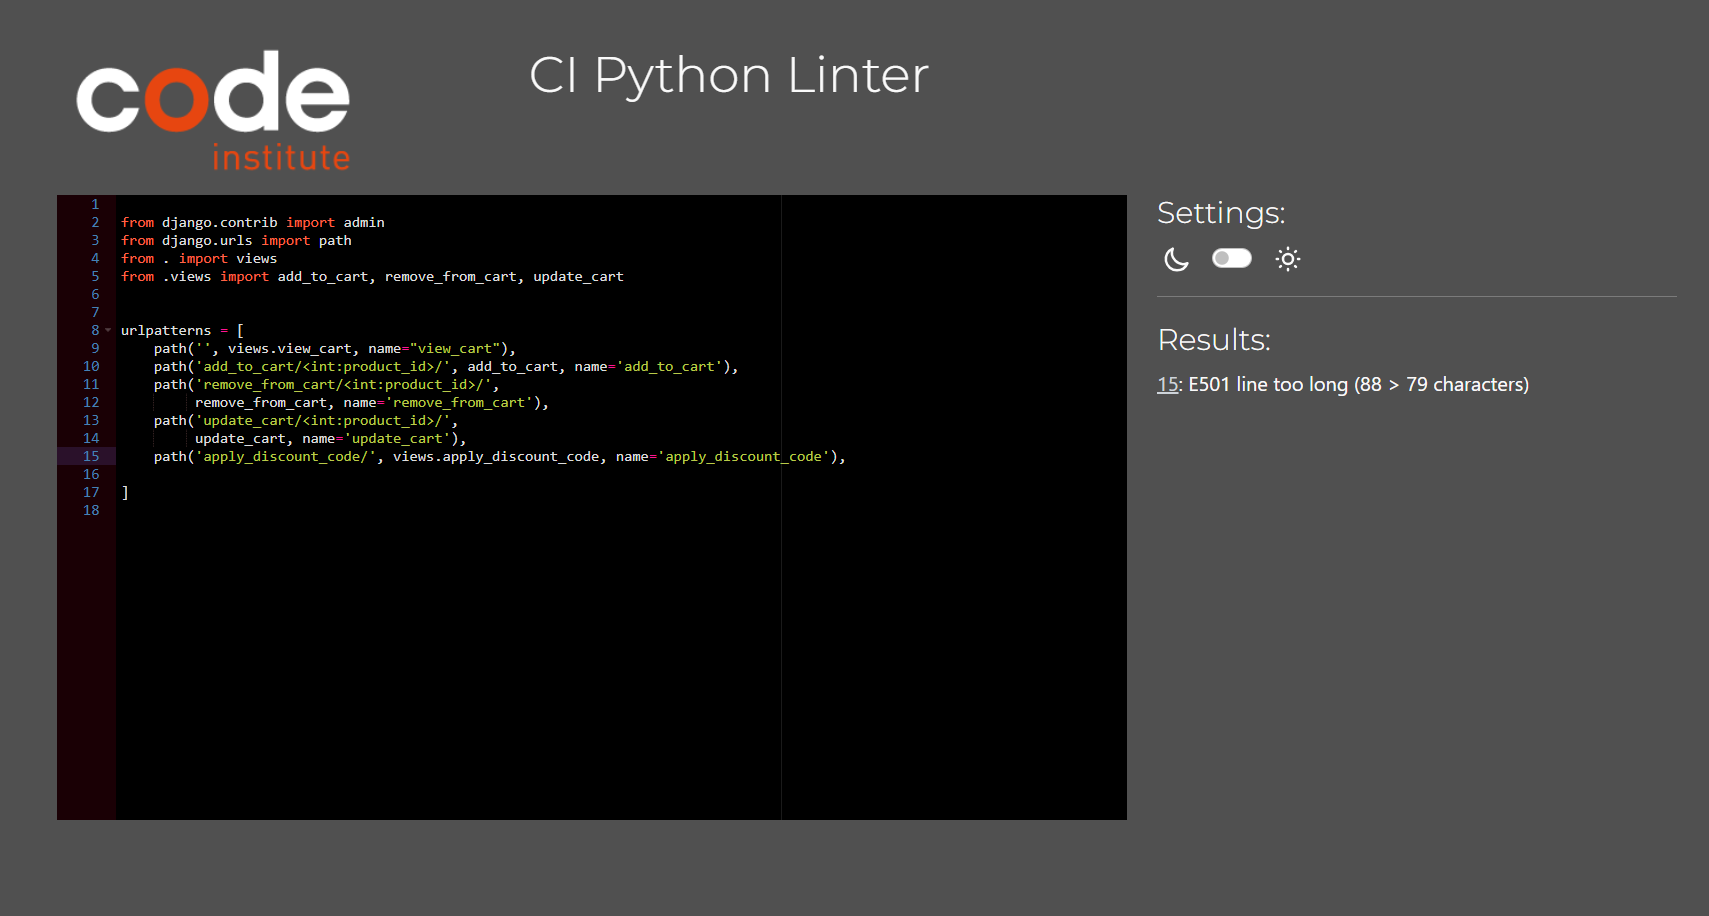 code
institute
CI Python Linter
1
2 from django.contrib import admin
3 from django.urls import path
4 from . import views
5 from .views import add_to_cart, remove_from_cart, update_cart
6
7
8 urlpatterns = [
9     path('', views.view_cart, name="view_cart"),
10     path('add_to_cart/<int:product_id>/', add_to_cart, name='add_to_cart'),
11     path('remove_from_cart/<int:product_id>/',
12          remove_from_cart, name='remove_from_cart'),
13     path('update_cart/<int:product_id>/',
14          update_cart, name='update_cart'),
15     path('apply_discount_code/', views.apply_discount_code, name='apply_discount_code'),
16
17 ]
18
Settings:
Results:
15: E501 line too long (88 > 79 characters)